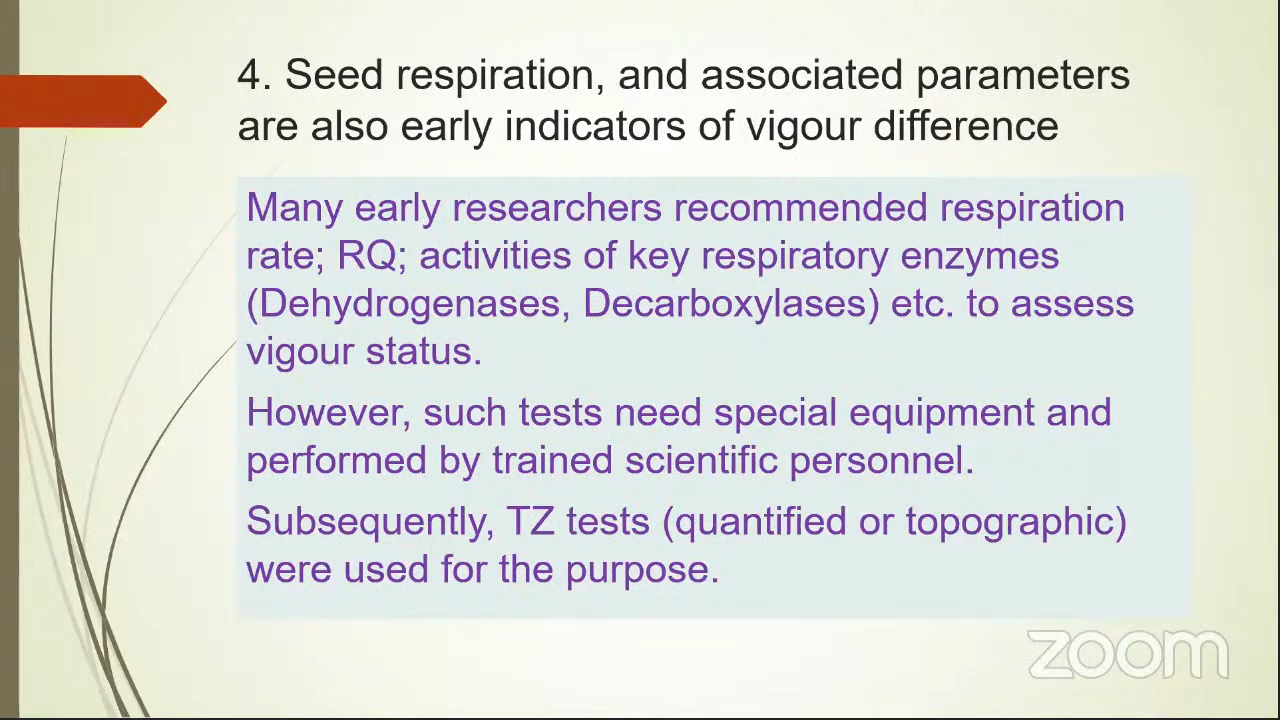 4. Seed respiration, and associated parameters
are also early indicators of vigour difference
Many early researchers recommended respiration
rate; RQ; activities of key respiratory enzymes
(Dehydrogenases, Decarboxylases) etc. to assess
vigour status.
However, such tests need special equipment and
performed by trained scientific personnel.
Subsequently, TZ tests (quantified or topographic)
were used for the purpose.
zoom